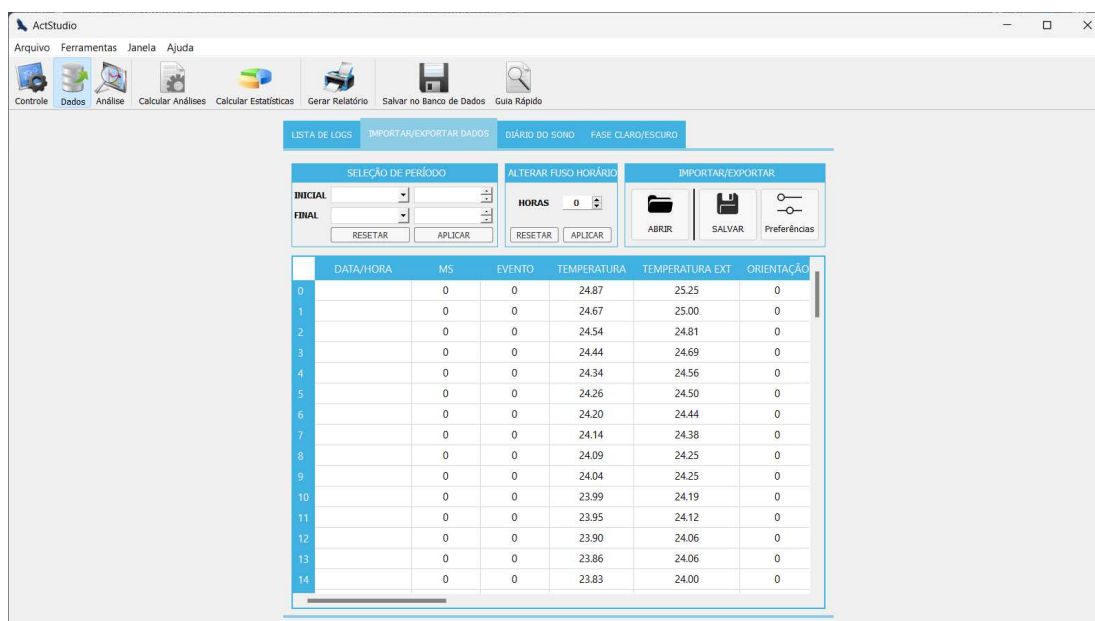 ActStudio
Arquivo Ferramentas Janela Ajuda
Controle Dados Análise Calcular Análises Calcular Estatísticas Gerar Relatório Salvar no Banco de Dados Guia Rápido
LISTA DE LOGS IMPORTAR/EXPORTAR DADOS DIÁRIO DO SONO FASE CLARO/ESCURO
SELEÇÃO DE PERÍODO ALTERAR FUSO HORÁRIO IMPORTAR/EXPORTAR
INICIAL
HORAS 0
FINAL
ABRIR SALVAR Preferências
RESETAR APLICAR RESETAR APLICAR
DATA/HORA MS EVENTO TEMPERATURA TEMPERATURA EXT ORIENTAÇÃO
0 0 0 24.87 25.25 0
1 0 0 24.67 25.00 0
2 0 0 24.54 24.81 0
3 0 0 24.44 24.69 0
4 0 0 24.34 24.56 0
5 0 0 24.26 24.50 0
6 0 0 24.20 24.44 0
7 0 0 24.14 24.38 0
8 0 0 24.09 24.25 0
9 0 0 24.04 24.25 0
10 0 0 23.99 24.19 0
11 0 0 23.95 24.12 0
12 0 0 23.90 24.06 0
13 0 0 23.86 24.06 0
14 0 0 23.83 24.00 0